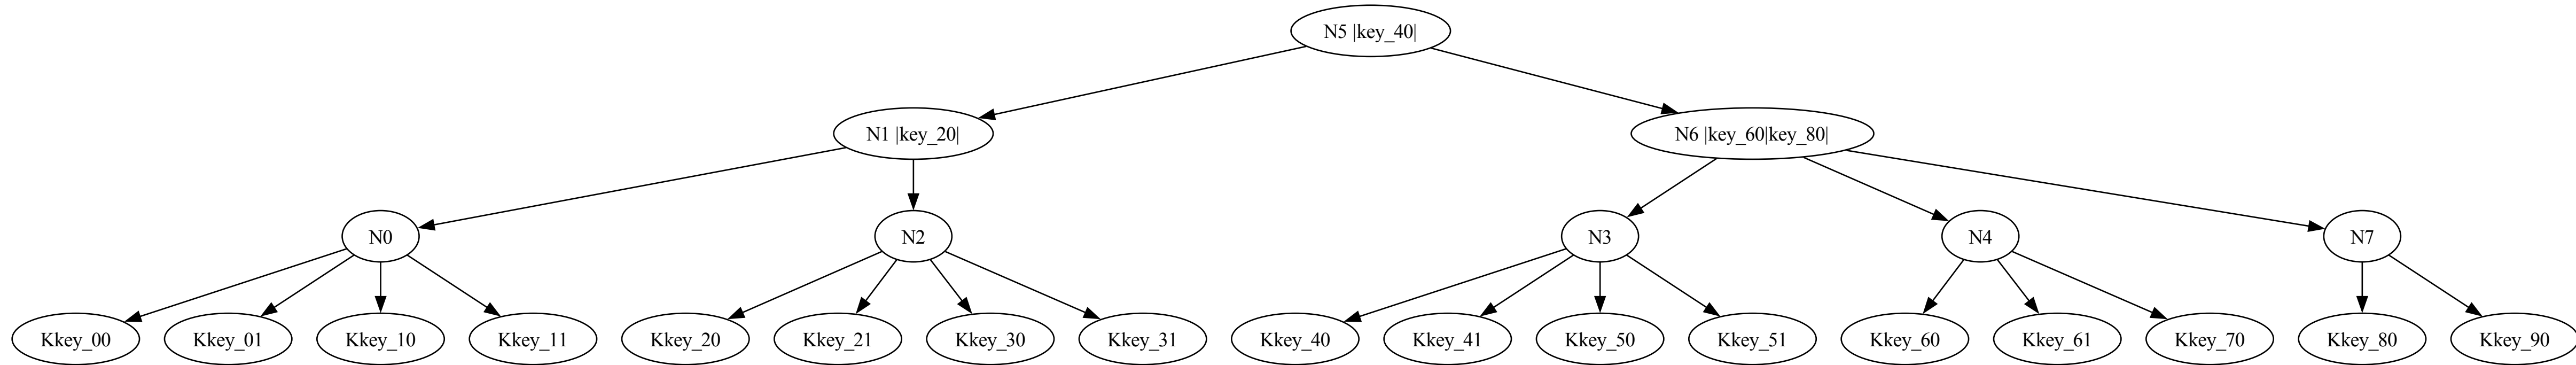 N5 |key_40|
N1 |key_20|
N6 |key_60|key_80|
N0
N2
N3
N4
N7
Kkey_00
Kkey_01
Kkey_10
Kkey_11
Kkey_20
Kkey_21
Kkey_30
Kkey_31
Kkey_40
Kkey_41
Kkey_50
Kkey_51
Kkey_60
Kkey_61
Kkey_70
Kkey_80
Kkey_90